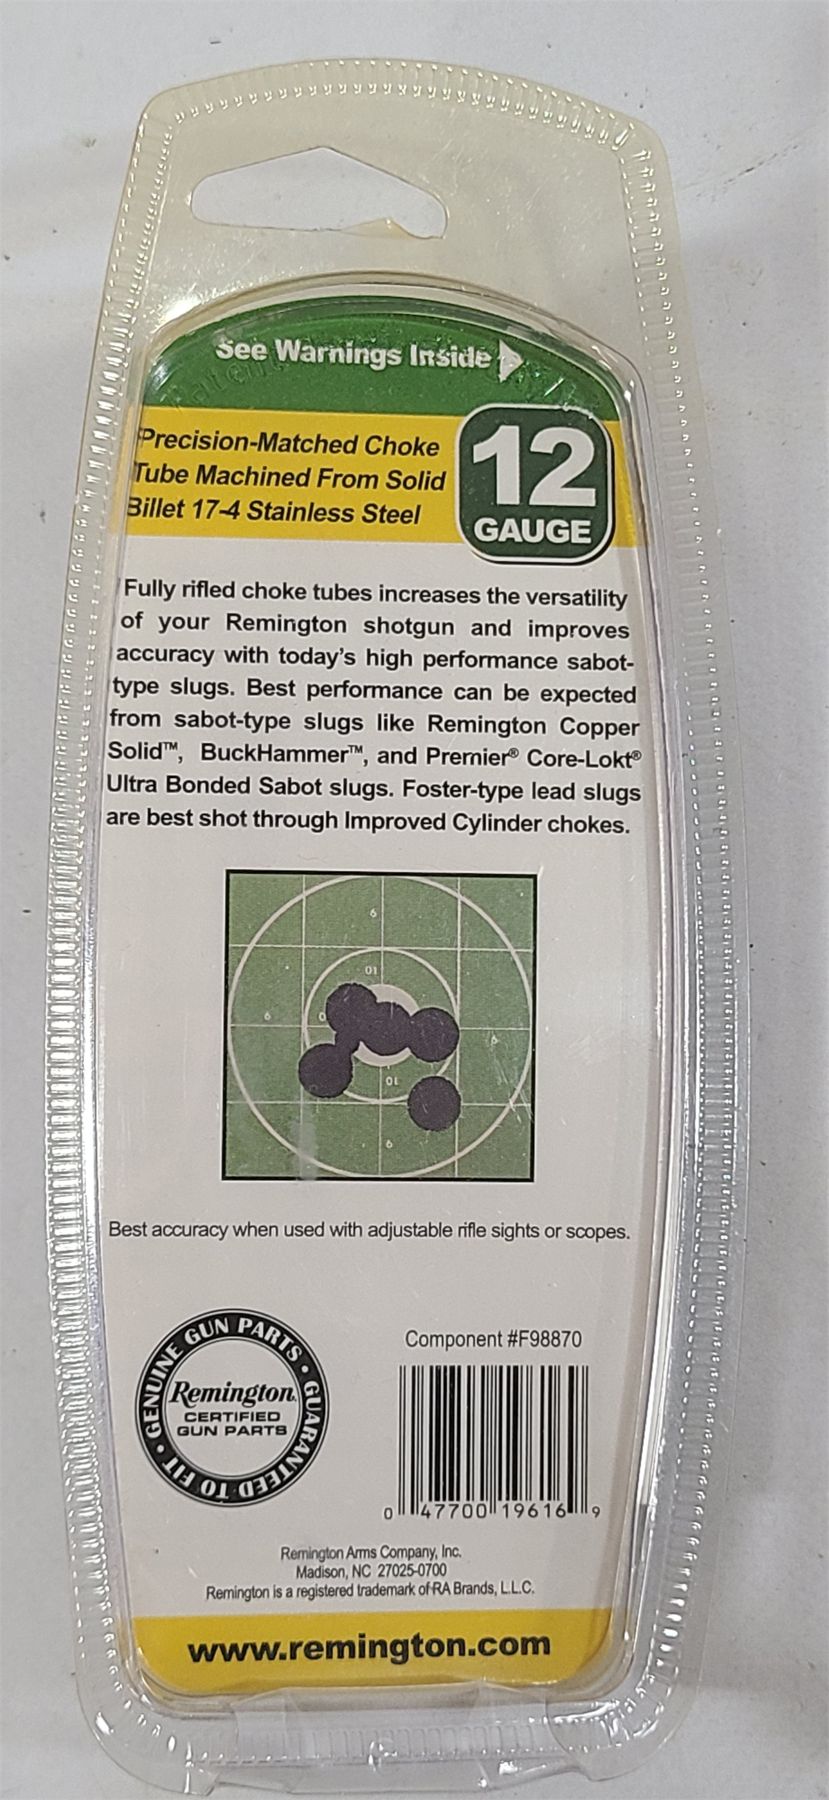 See Warnings Inside
Precision-Matched Choke
Tube Machined From Solid
Billet 17-4 Stainless Steel
12
GAUGE
Fully rifled choke tubes increases the versatility
of your Remington shotgun and improves
accuracy with today's high performance sabot-
type slugs. Best performance can be expected
from sabot-type slugs like Remington Copper
Solid™, BuckHammer™, and Premier® Core-Lokt®
Ultra Bonded Sabot slugs. Foster-type lead slugs
are best shot through Improved Cylinder chokes.
6
10
6
6
10
6
Best accuracy when used with adjustable rifle sights or scopes.
GENUINE GUN PARTS • GUARANTEED TO FIT •
Remington
CERTIFIED
GUN PARTS
Component #F98870
0 47700 19616 9
Remington Arms Company, Inc.
Madison, NC 27025-0700
Remington is a registered trademark of RA Brands, L.L.C.
www.remington.com